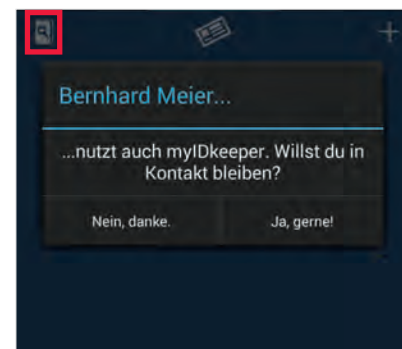 Bernhard Meier...
...nutzt auch myIDkeeper. Willst du in
Kontakt bleiben?
Nein, danke.
Ja, gerne!